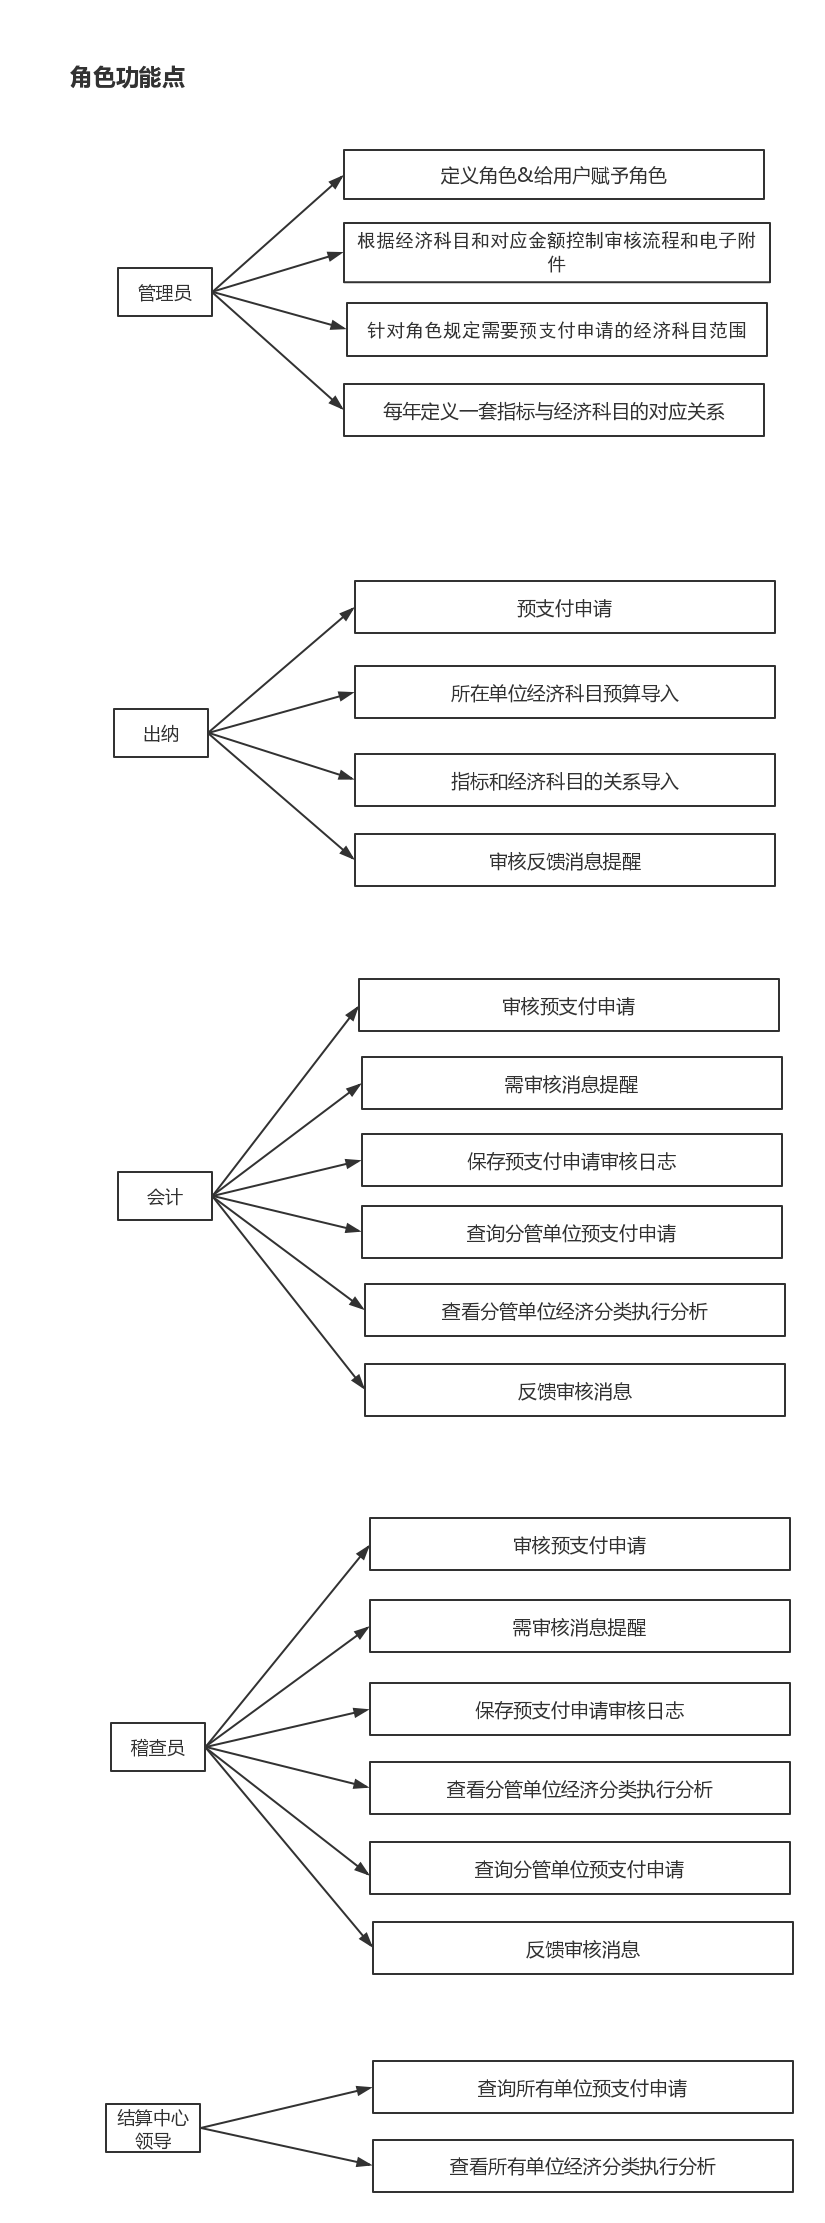 角色功能点
定义角色&给用户赋予角色
根据经济科目和对应金额控制审核流程和电子附
件
管理员
针对角色规定需要预支付申请的经济科目范围
每年定义一套指标与经济科目的对应关系
预支付申请
所在单位经济科目预算导入
出纳
指标和经济科目的关系导入
审核反馈消息提醒
审核预支付申请
需审核消息提醒
保存预支付申请审核日志
会计
查询分管单位预支付申请
查看分管单位经济分类执行分析
反馈审核消息
审核预支付申请
需审核消息提醒
保存预支付申请审核日志
稽查员
查看分管单位经济分类执行分析
查询分管单位预支付申请
反馈审核消息
查询所有单位预支付申请
结算中心
领导
查看所有单位经济分类执行分析